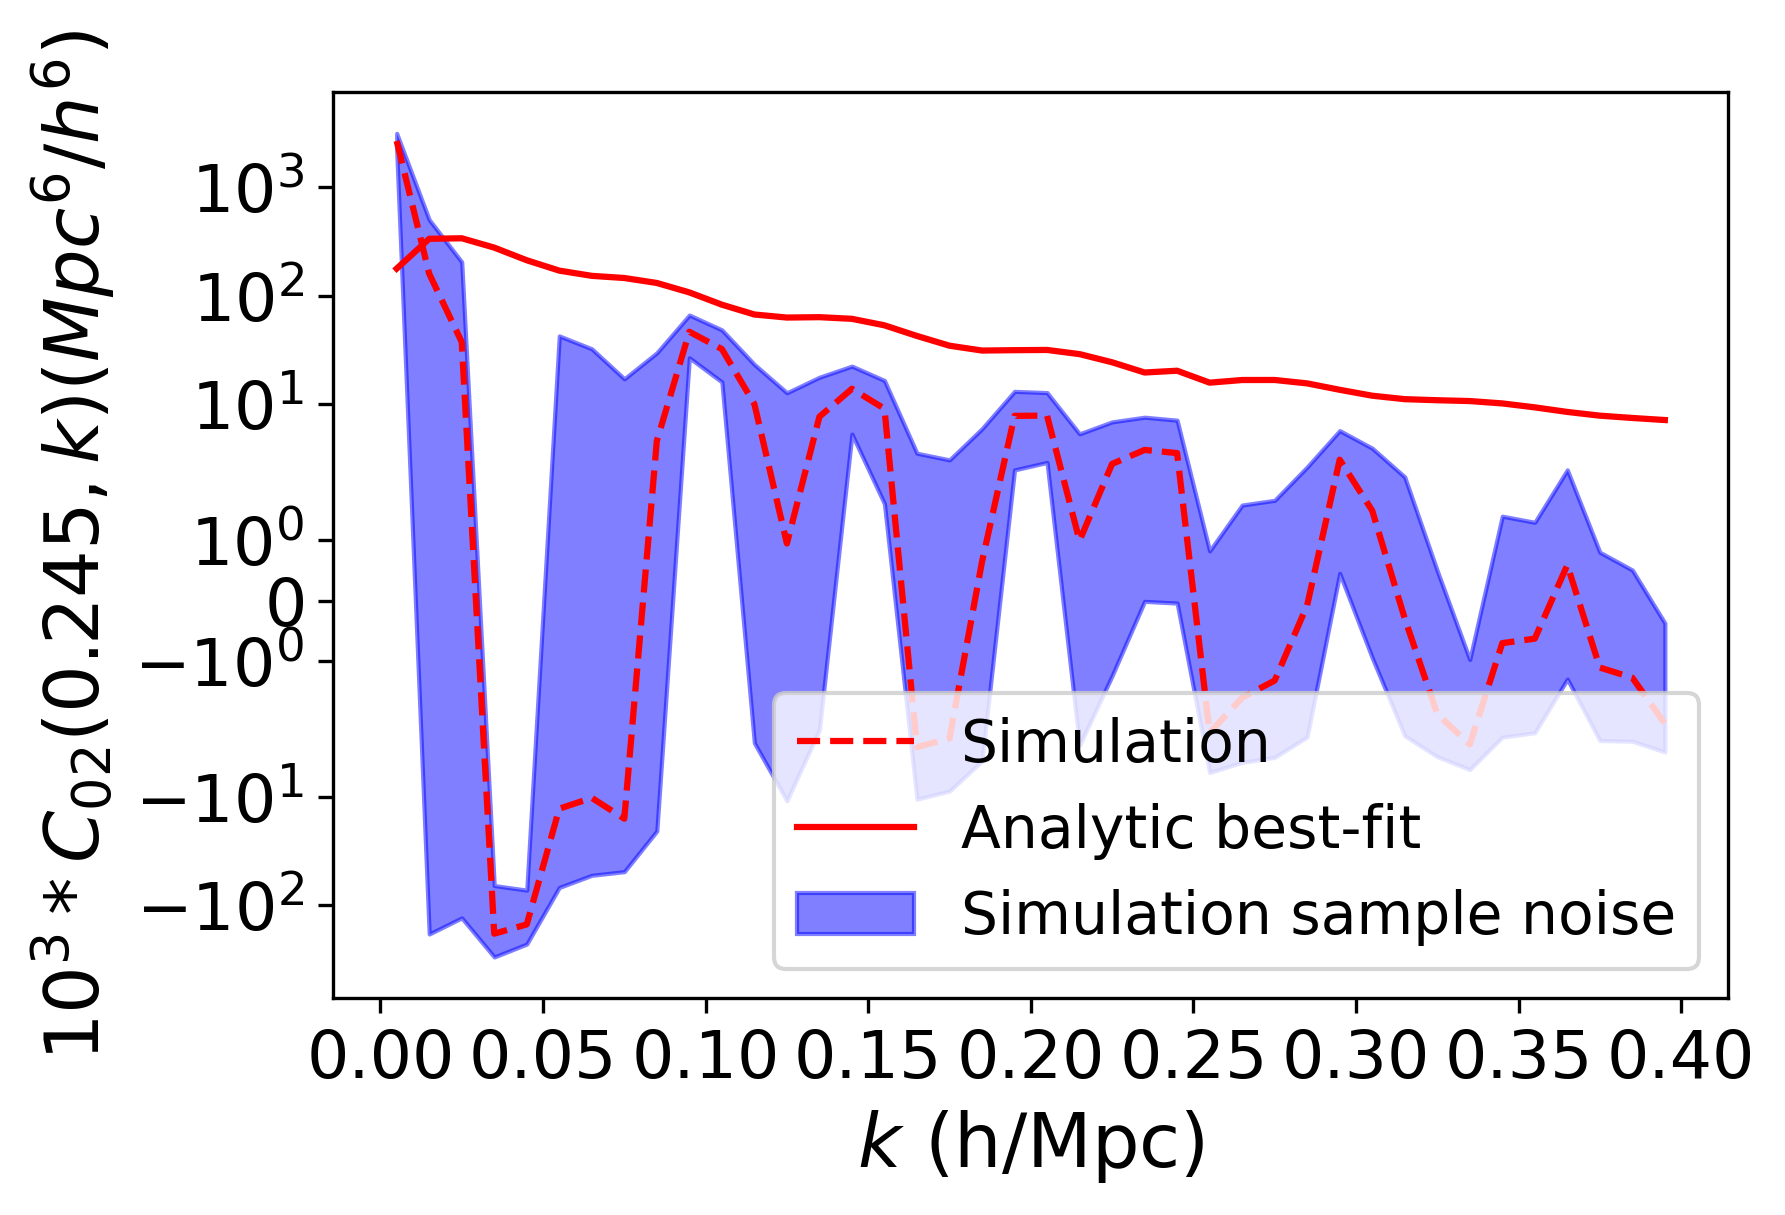 10³ * C₀₂(0.245, k)(Mpc⁶/h⁶)
10³
10²
10¹
10⁰
0
−10⁰
−10¹
−10²
Simulation
Analytic best-fit
Simulation sample noise
0.00 0.05 0.10 0.15 0.20 0.25 0.30 0.35 0.40
k (h/Mpc)